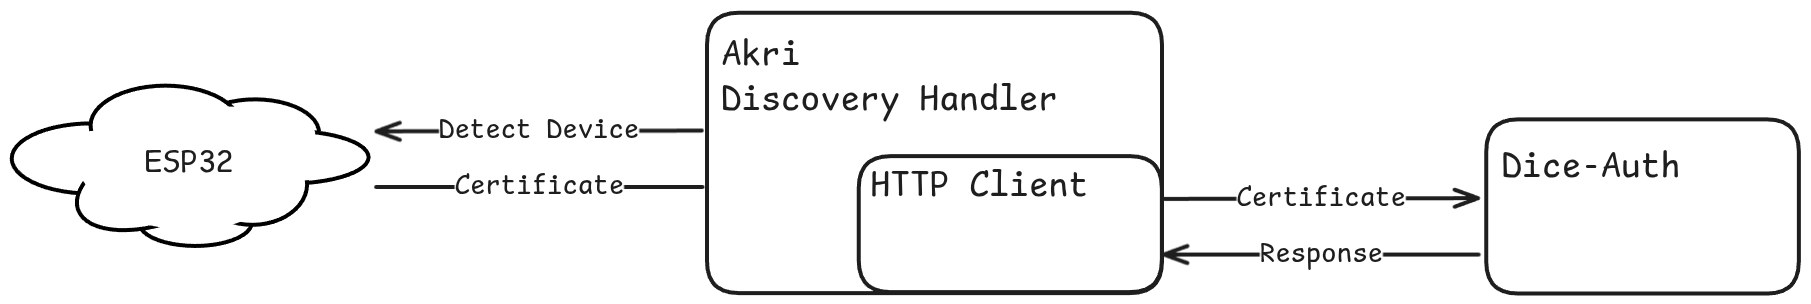 Akri
Discovery Handler
Detect Device
Dice-Auth
ESP32
Certificate
HTTP Client
Certificate
Response